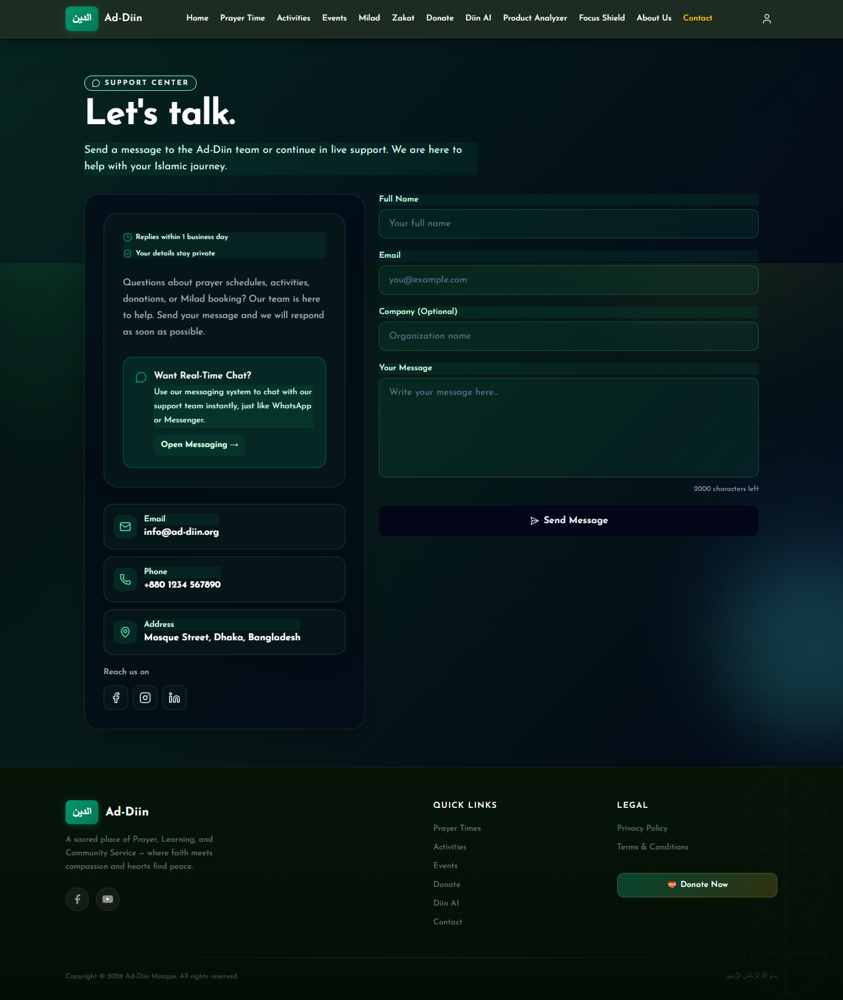 الدين Ad-Diin
Home Prayer Time Activities Events Milad Zakat Donate Diin AI Product Analyzer Focus Shield About Us Contact
SUPPORT CENTER
Let's talk.
Send a message to the Ad-Diin team or continue in live support. We are here to
help with your Islamic journey.
Replies within 1 business day
Your details stay private
Questions about prayer schedules, activities,
donations, or Milad booking? Our team is here
to help. Send your message and we will respond
as soon as possible.
Want Real-Time Chat?
Use our messaging system to chat with our
support team instantly, just like WhatsApp
or Messenger.
Open Messaging →
Email
info@ad-diin.org
Phone
+880 1234 567890
Address
Mosque Street, Dhaka, Bangladesh
Reach us on
Full Name
Your full name
Email
you@example.com
Company (Optional)
Organization name
Your Message
Write your message here...
2000 characters left
Send Message
الدين Ad-Diin
A sacred place of Prayer, Learning, and
Community Service — where faith meets
compassion and hearts find peace.
QUICK LINKS
Prayer Times
Activities
Events
Donate
Diin AI
Contact
LEGAL
Privacy Policy
Terms & Conditions
💝 Donate Now
Copyright © 2026 Ad-Diin Mosque. All rights reserved.
بِسْمِ اللَّهِ الرَّحْمَٰنِ الرَّحِيمِ